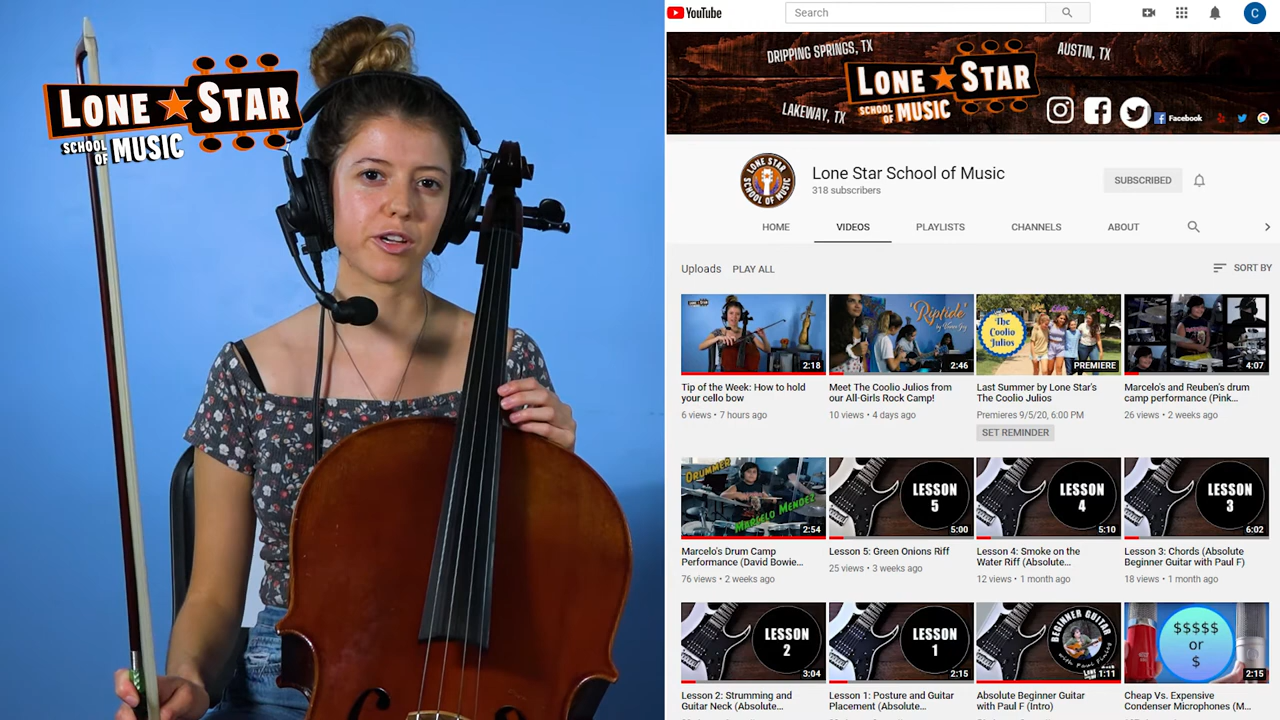 LONE STAR
SCHOOL OF MUSIC
YouTube
Search
C
DRIPPING SPRINGS, TX
AUSTIN, TX
LONE STAR
SCHOOL OF MUSIC
LAKEWAY, TX
Facebook
LONE STAR
SCHOOL OF MUSIC
Lone Star School of Music
318 subscribers
SUBSCRIBED
HOME
VIDEOS
PLAYLISTS
CHANNELS
ABOUT
Uploads
PLAY ALL
SORT BY
2:18
'Riptide'
2:46
The
Coolio
Julios
PREMIERE
4:07
Tip of the Week: How to hold
your cello bow
6 views • 7 hours ago
Meet The Coolio Julios from
our All-Girls Rock Camp!
10 views • 4 days ago
Last Summer by Lone Star's
The Coolio Julios
Premieres 9/5/20, 6:00 PM
SET REMINDER
Marcelo's and Reuben's drum
camp performance (Pink...
26 views • 2 weeks ago
DRUMMER
MARCELO MENDEZ
2:54
LESSON
5
5:00
LESSON
4
5:10
LESSON
3
6:02
Marcelo's Drum Camp
Performance (David Bowie...
76 views • 2 weeks ago
Lesson 5: Green Onions Riff
25 views • 3 weeks ago
Lesson 4: Smoke on the
Water Riff (Absolute...
12 views • 1 month ago
Lesson 3: Chords (Absolute
Beginner Guitar with Paul F)
18 views • 1 month ago
LESSON
2
3:04
LESSON
1
2:15
BEGINNER GUITAR
1:11
$$$$$
or
$
2:15
Lesson 2: Strumming and
Guitar Neck (Absolute...
Lesson 1: Posture and Guitar
Placement (Absolute...
Absolute Beginner Guitar
with Paul F (Intro)
Cheap Vs. Expensive
Condenser Microphones (M...